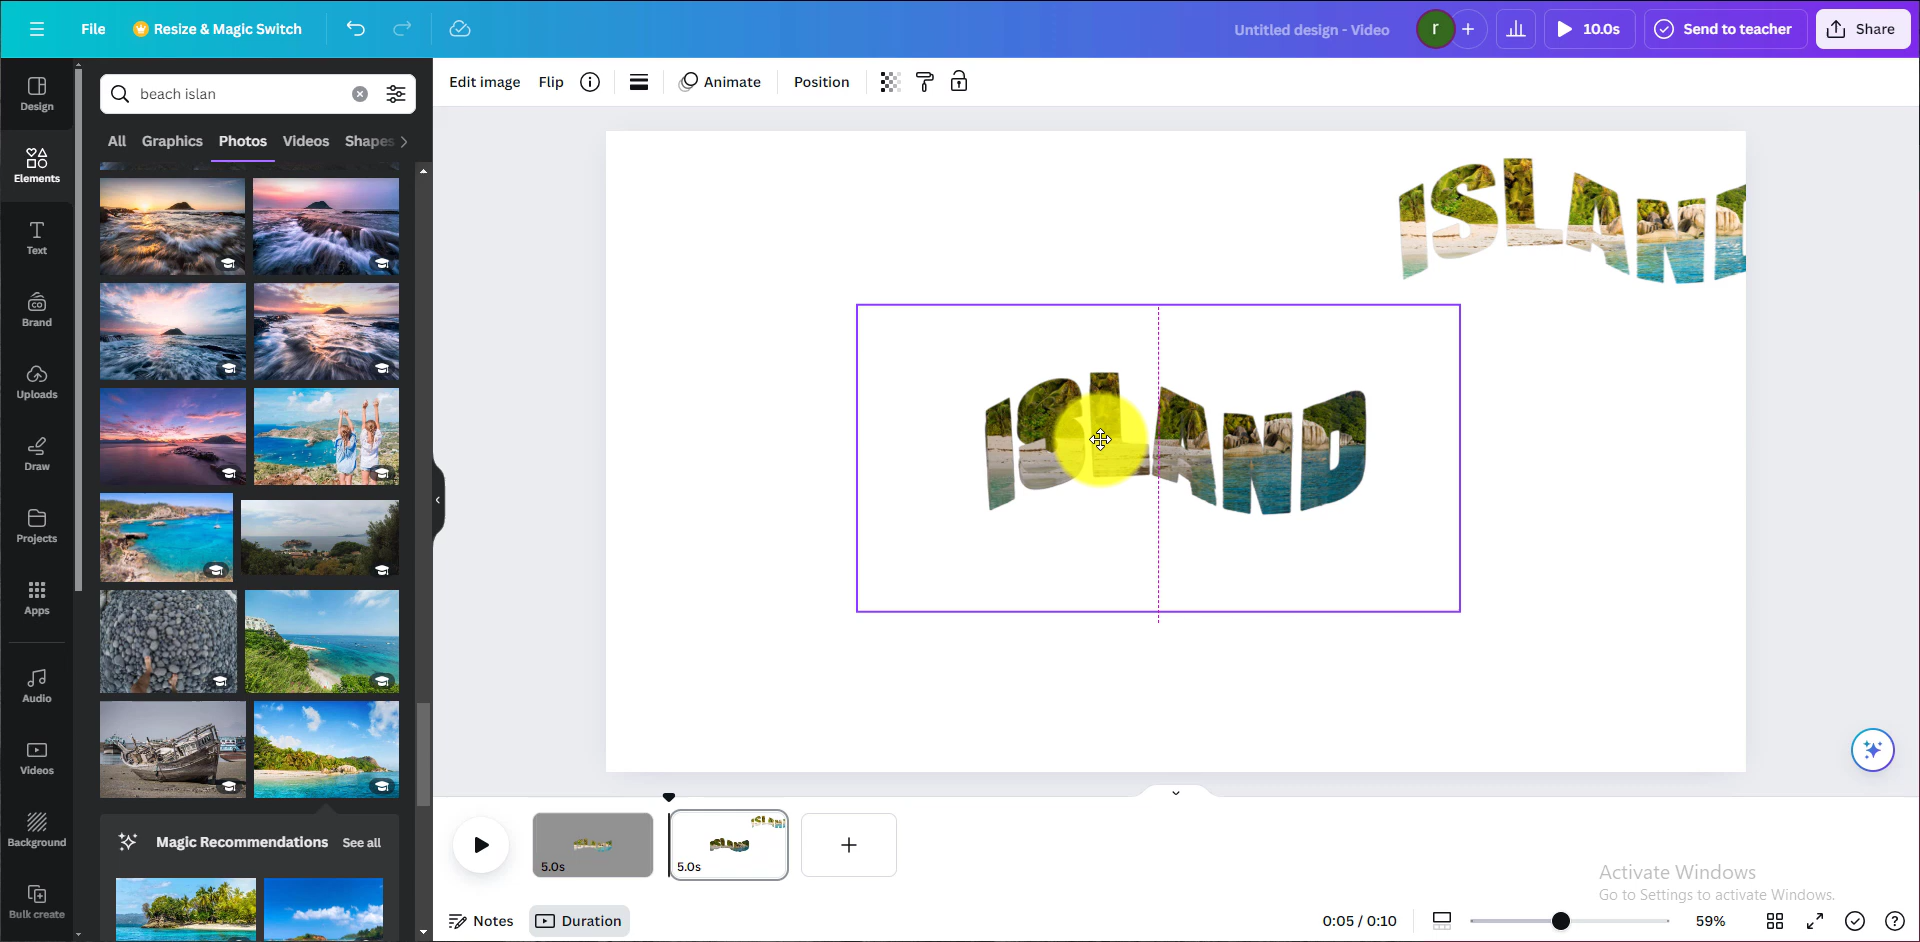 File
Resize & Magic Switch
Untitled design - Video
r
+
10.0s
Send to teacher
Share
Design
Elements
Text
Brand
Uploads
Draw
Projects
Apps
Audio
Videos
Background
Bulk create
beach islan
All Graphics Photos Videos Shapes
Magic Recommendations See all
Edit image Flip Animate Position
ISLAND
ISLAND
5.0s
5.0s
Notes Duration
0:05 / 0:10
59%
Activate Windows
Go to Settings to activate Windows.